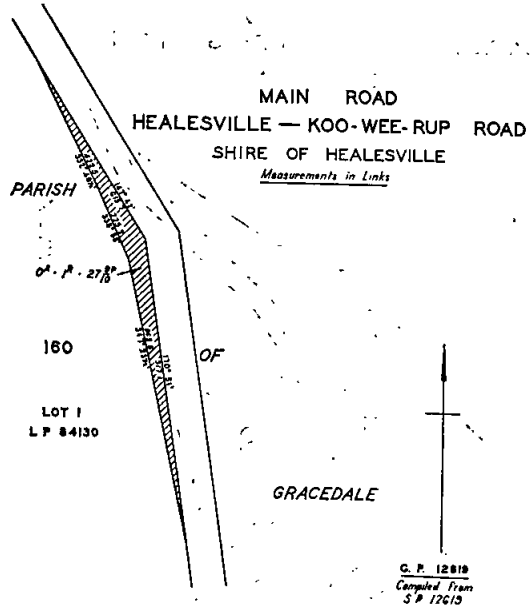 MAIN ROAD
HEALESVILLE — KOO-WEE-RUP ROAD
SHIRE OF HEALESVILLE
Measurements in Links
PARISH
160
OF
LOT 1
L P 84130
GRACEDALE
G. P. 12619
Compiled from
S P 12619